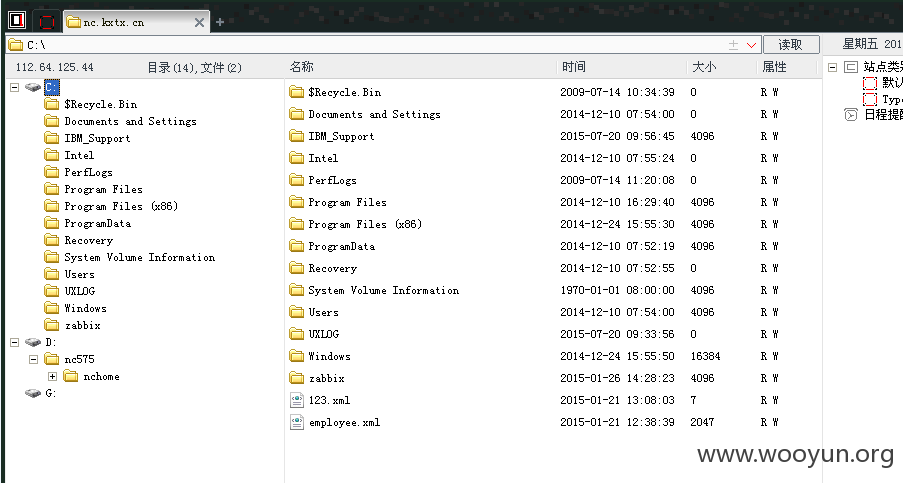 nc.kxtx.cn
C:\
读取
星期五 201
112.64.125.44
目录(14),文件(2)
名称 时间 大小 属性
站点类别
默认
Type
日程提醒
C:
$Recycle.Bin
Documents and Settings
IBM_Support
Intel
PerfLogs
Program Files
Program Files (x86)
ProgramData
Recovery
System Volume Information
Users
UXLOG
Windows
zabbix
D:
nc575
nchome
G:
$Recycle.Bin 2009-07-14 10:34:39 0 R W
Documents and Settings 2014-12-10 07:54:00 0 R W
IBM_Support 2015-07-20 09:56:45 4096 R W
Intel 2014-12-10 07:55:24 0 R W
PerfLogs 2009-07-14 11:20:08 0 R W
Program Files 2014-12-10 16:29:40 4096 R W
Program Files (x86) 2014-12-24 15:55:30 4096 R W
ProgramData 2014-12-10 07:52:19 4096 R W
Recovery 2014-12-10 07:52:55 0 R W
System Volume Information 1970-01-01 08:00:00 4096 R W
Users 2014-12-10 07:54:00 4096 R W
UXLOG 2015-07-20 09:33:56 0 R W
Windows 2014-12-24 15:55:50 16384 R W
zabbix 2015-01-26 14:28:23 4096 R W
123.xml 2015-01-21 13:08:03 7 R W
employee.xml 2015-01-21 12:38:39 2047 R W
www.wooyun.org